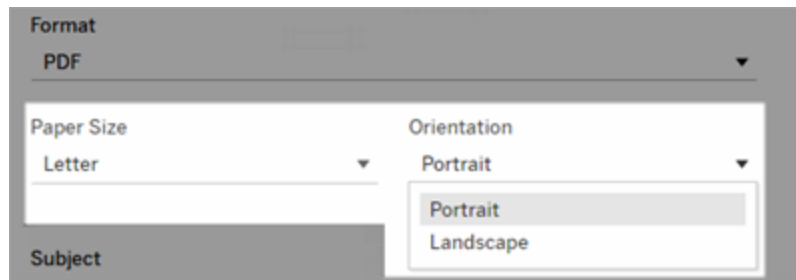 Format
PDF
Paper Size
Letter
Orientation
Portrait
Portrait
Landscape
Subject